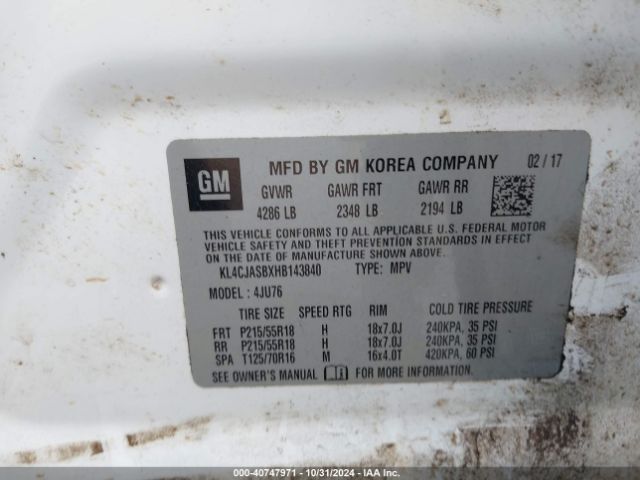 GM MFD BY GM KOREA COMPANY 02/17
GVWR GAWR FRT GAWR RR
4286 LB 2348 LB 2194 LB
THIS VEHICLE CONFORMS TO ALL APPLICABLE U.S. FEDERAL MOTOR
VEHICLE SAFETY AND THEFT PREVENTION STANDARDS IN EFFECT
ON THE DATE OF MANUFACTURE SHOWN ABOVE.
KL4CJASBXHB143840 TYPE: MPV
MODEL: 4JU76
TIRE SIZE SPEED RTG RIM COLD TIRE PRESSURE
FRT P215/55R18 H 18x7.0J 240KPA, 35 PSI
RR P215/55R18 H 18x7.0J 240KPA, 35 PSI
SPA T125/70R16 M 16x4.0T 420KPA, 60 PSI
SEE OWNER'S MANUAL FOR MORE INFORMATION.
000-40747971 - 10/31/2024 - IAA Inc.